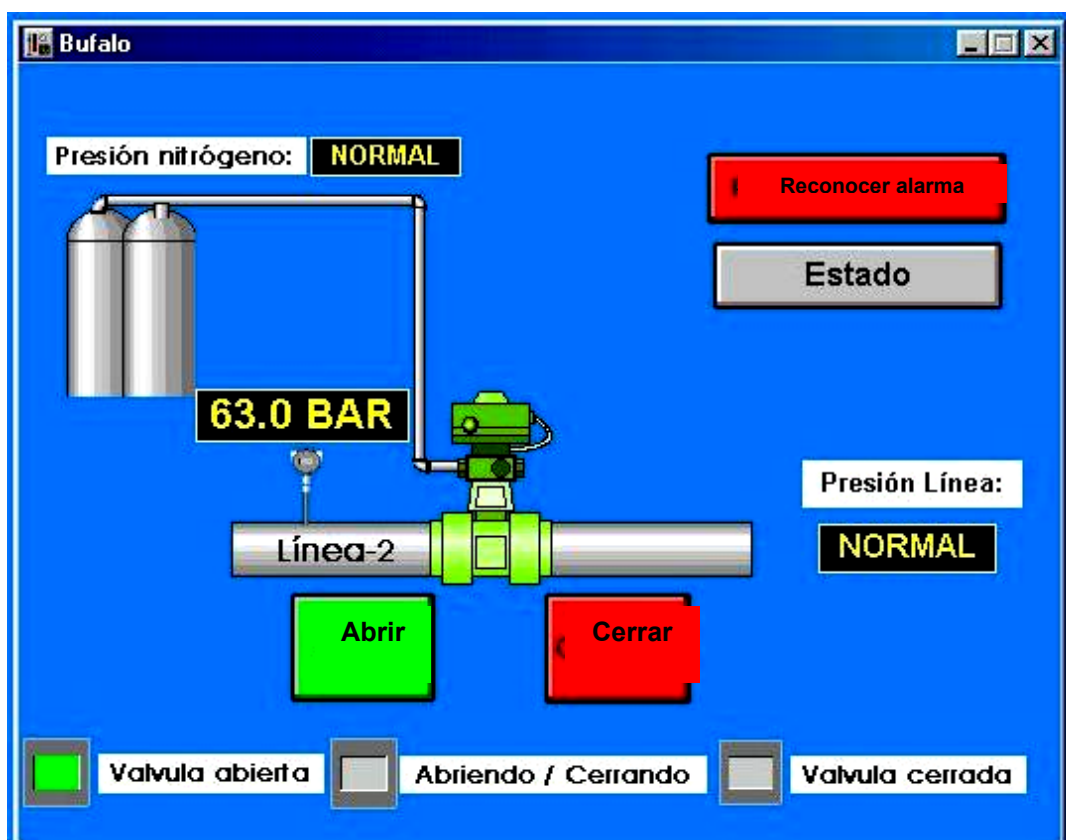 Bufalo
Presión nitrógeno: NORMAL
Reconocer alarma
Estado
63.0 BAR
Presión Línea:
Línea-2
NORMAL
Abrir
Cerrar
Valvula abierta
Abriendo / Cerrando
Valvula cerrada